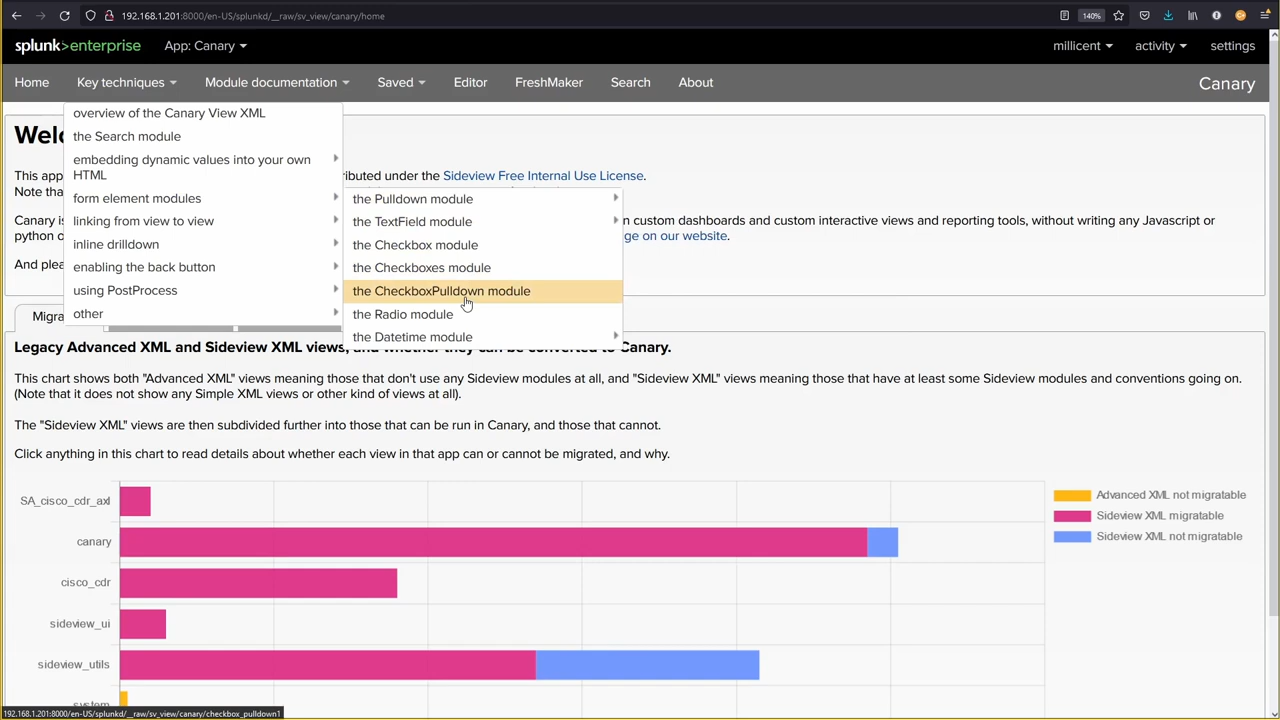 192.168.1.201:8000/en-US/splunkd/__raw/sv_view/canary/home
140%
splunk>enterprise App: Canary
millicent activity settings
Home Key techniques Module documentation Saved Editor FreshMaker Search About Canary
overview of the Canary View XML
the Search module
embedding dynamic values into your own
HTML
form element modules
linking from view to view
inline drilldown
enabling the back button
using PostProcess
other
the Pulldown module
the TextField module
the Checkbox module
the Checkboxes module
the CheckboxPulldown module
the Radio module
the Datetime module
This app
ributed under the Sideview Free Internal Use License.
Note tha
Canary is
m custom dashboards and custom interactive views and reporting tools, without writing any Javascript or
python o
ge on our website.
And plea
Migra
Legacy Advanced XML and Sideview XML views, and whether they can be converted to Canary.
This chart shows both "Advanced XML" views meaning those that don't use any Sideview modules at all, and "Sideview XML" views meaning those that have at least some Sideview modules and conventions going on.
(Note that it does not show any Simple XML views or other kind of views at all).
The "Sideview XML" views are then subdivided further into those that can be run in Canary, and those that cannot.
Click anything in this chart to read details about whether each view in that app can or cannot be migrated, and why.
SA_cisco_cdr_axl
canary
cisco_cdr
sideview_ui
sideview_utils
system
Advanced XML not migratable
Sideview XML migratable
Sideview XML not migratable
192.168.1.201:8000/en-US/splunkd/__raw/sv_view/canary/checkbox_pulldown1